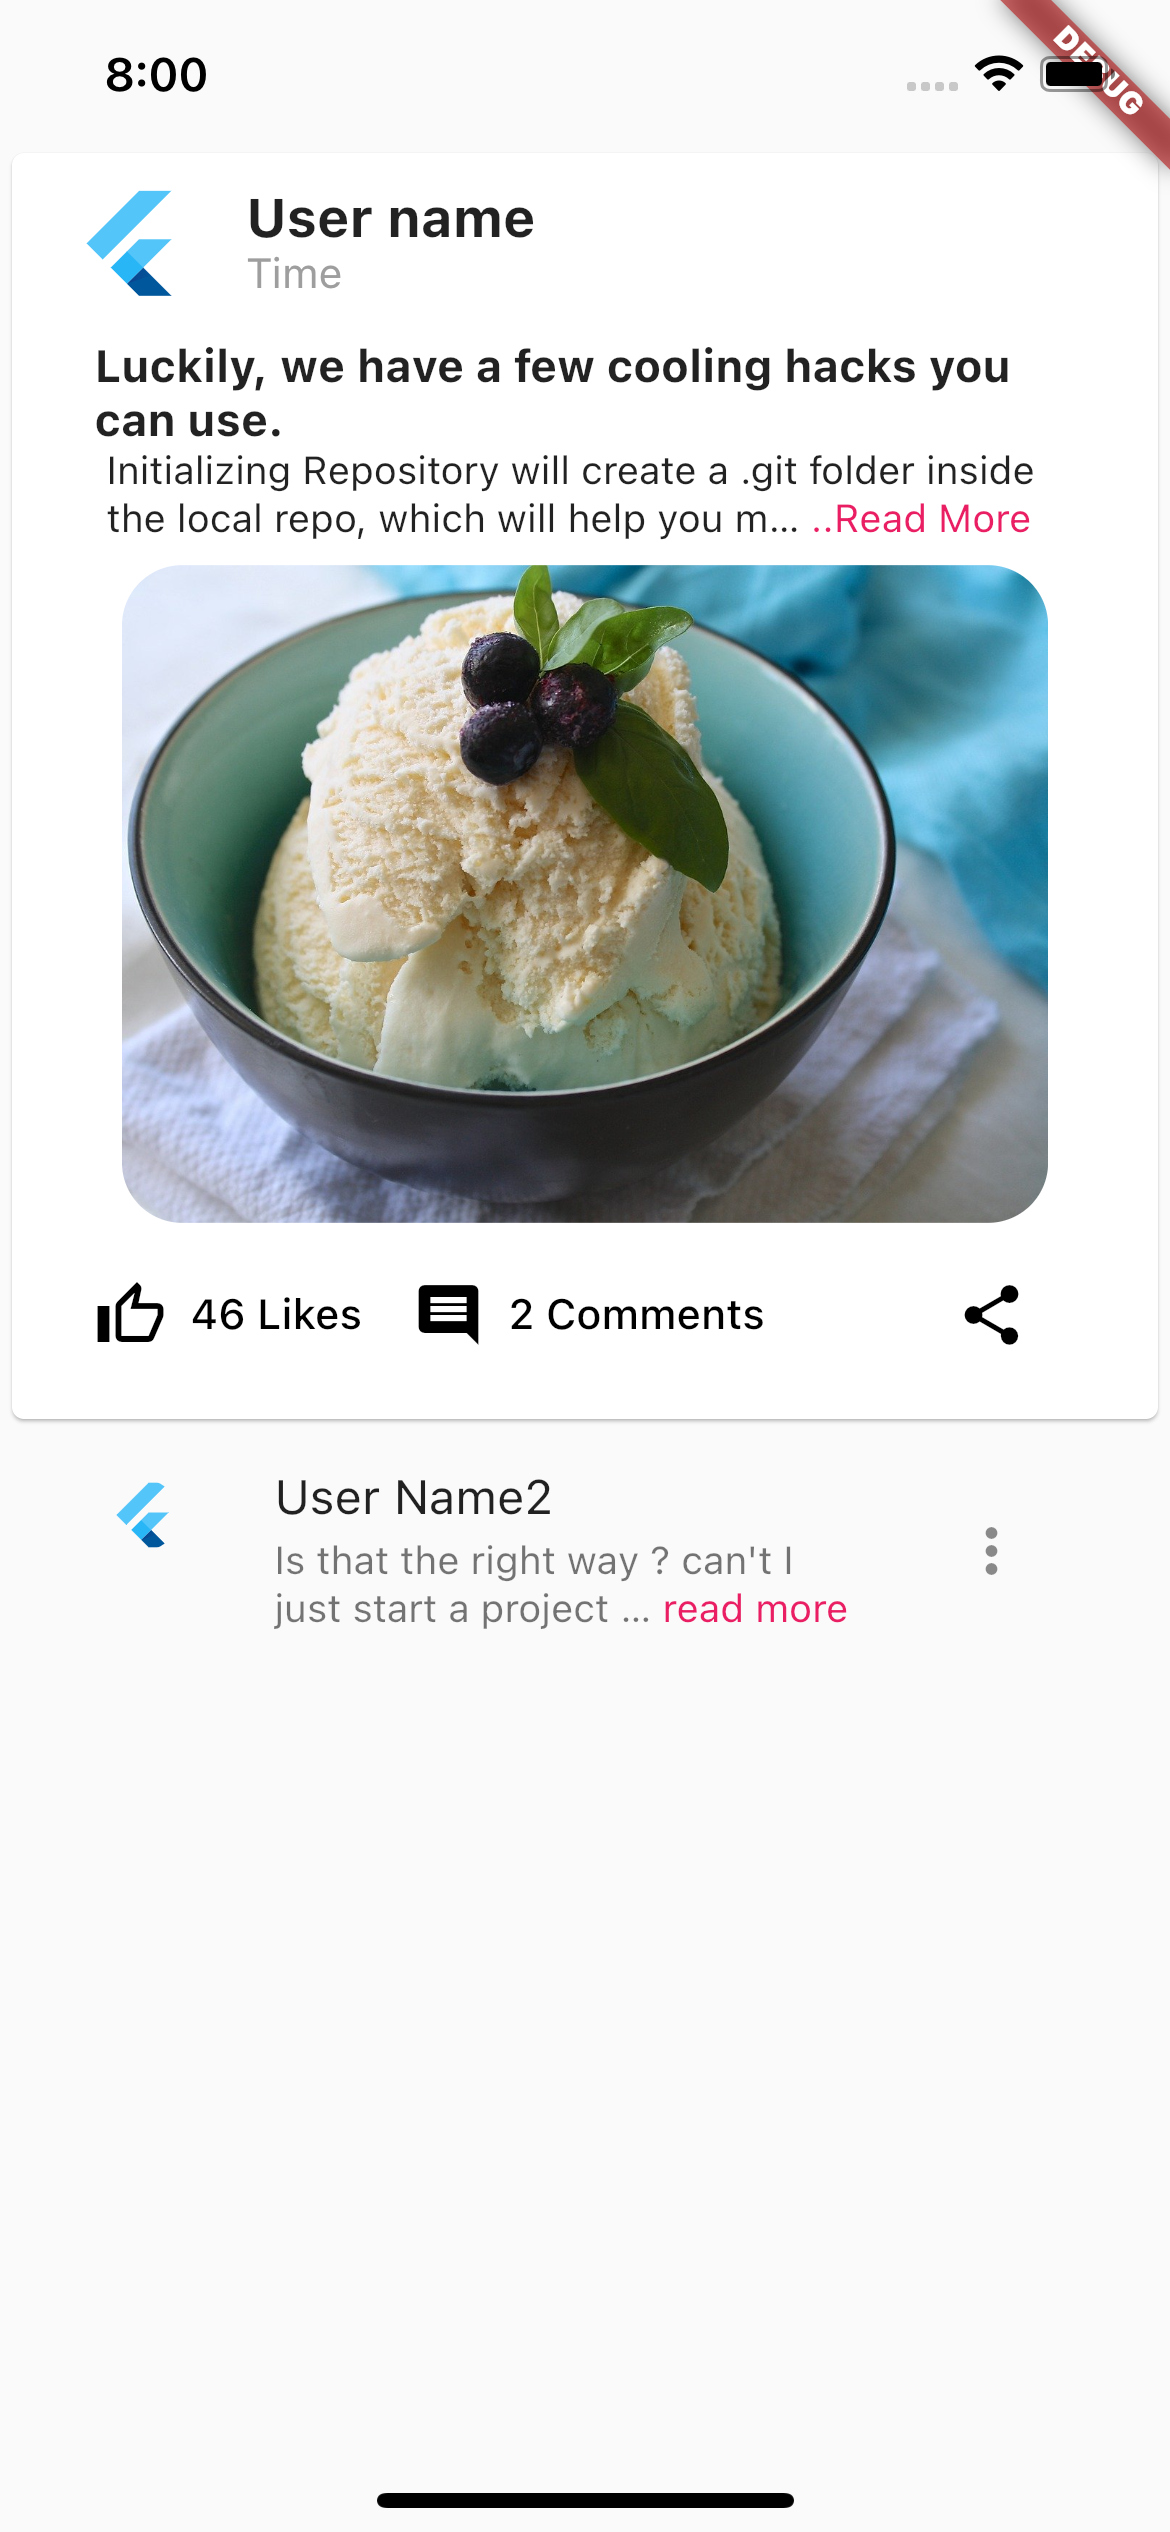 8:00
DEBUG
User name
Time
Luckily, we have a few cooling hacks you
can use.
Initializing Repository will create a .git folder inside
the local repo, which will help you m... ..Read More
46 Likes
2 Comments
User Name2
Is that the right way ? can't I
just start a project ... read more